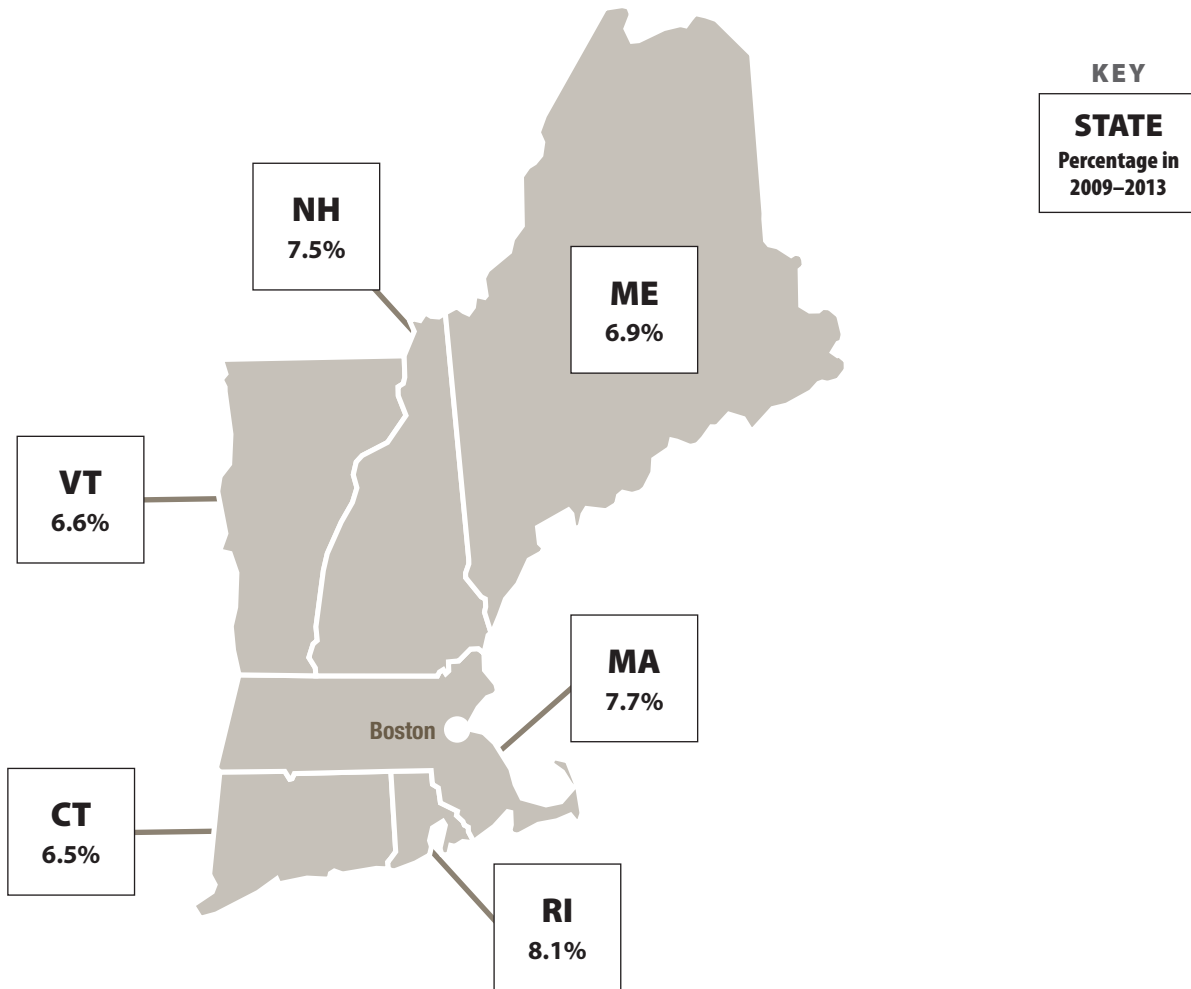 KEY
STATE
Percentage in
2009–2013
NH
7.5%
ME
6.9%
VT
6.6%
MA
7.7%
Boston
CT
6.5%
RI
8.1%